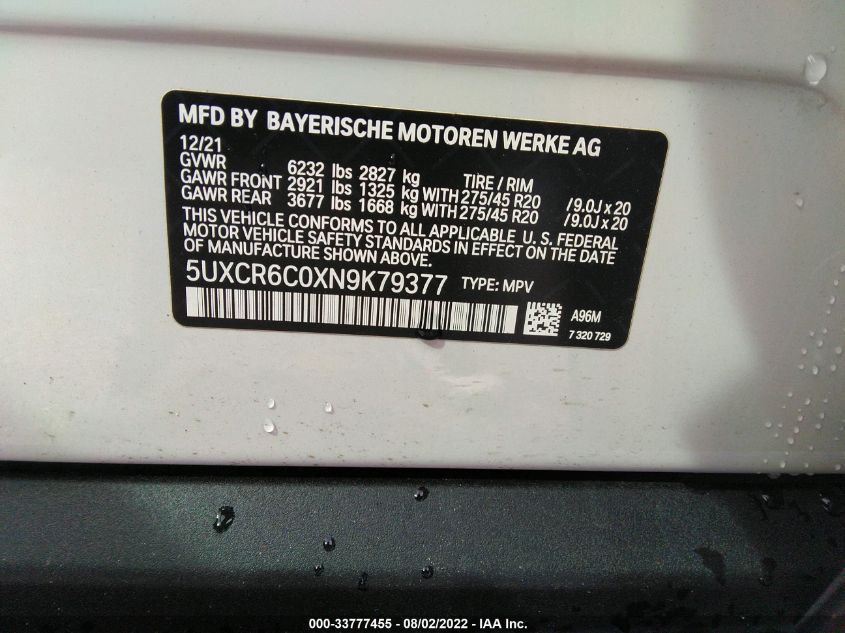 MFD BY BAYERISCHE MOTOREN WERKE AG
12/21
GVWR 6232 lbs 2827 kg TIRE / RIM
GAWR FRONT 2921 lbs 1325 kg WITH 275/45 R20 / 9.0J x 20
GAWR REAR 3677 lbs 1668 kg WITH 275/45 R20 / 9.0J x 20
THIS VEHICLE CONFORMS TO ALL APPLICABLE U. S. FEDERAL
MOTOR VEHICLE SAFETY STANDARDS IN EFFECT ON THE DATE
OF MANUFACTURE SHOWN ABOVE.
5UXCR6C0XN9K79377 TYPE: MPV
A96M
7 320 729
000-33777455 - 08/02/2022 - IAA Inc.